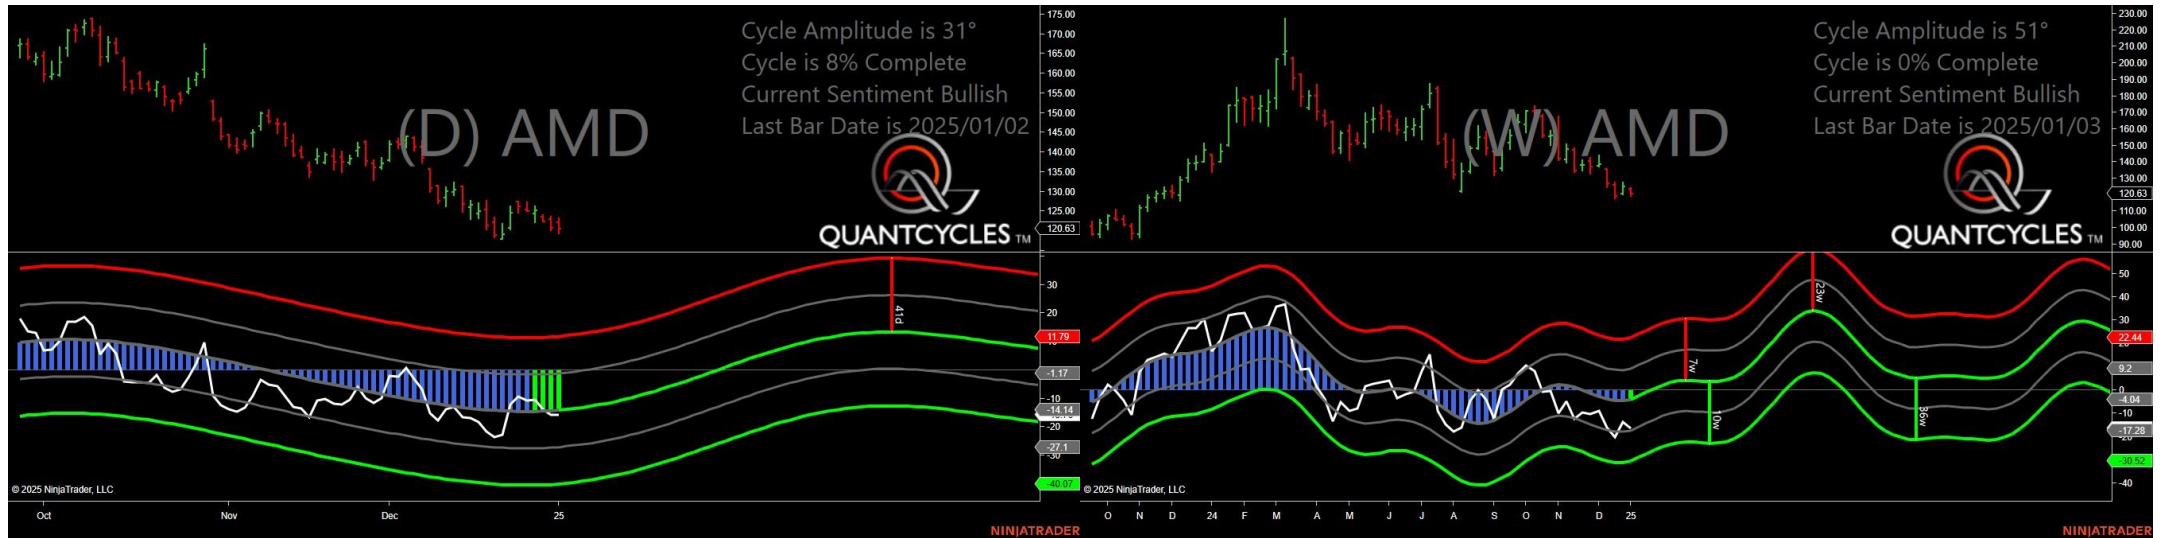 Cycle Amplitude is 31°
Cycle is 8% Complete
Current Sentiment Bullish
Last Bar Date is 2025/01/02
(D) AMD
QUANTCYCLES TM
175.00
170.00
165.00
160.00
155.00
150.00
145.00
140.00
135.00
130.00
125.00
120.63
30
20
11.79
-1.17
-10
-14.14
-20
-27.1
-30
-40.07
41d
© 2025 NinjaTrader, LLC
Oct Nov Dec 25
NINJATRADER
Cycle Amplitude is 51°
Cycle is 0% Complete
Current Sentiment Bullish
Last Bar Date is 2025/01/03
(W) AMD
QUANTCYCLES TM
230.00
220.00
210.00
200.00
190.00
180.00
170.00
160.00
150.00
140.00
130.00
120.63
110.00
100.00
90.00
50
40
30
22.44
20
9.2
0
-4.04
-10
-17.28
-20
-30.52
-40
7w
10w
23w
36w
© 2025 NinjaTrader, LLC
O N D 24 F M A M J J A S O N D 25
NINJATRADER